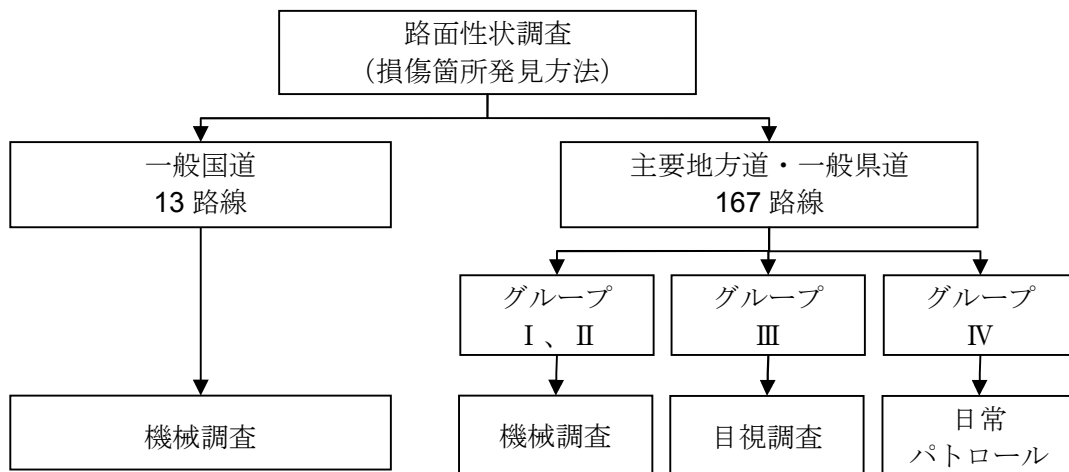 路面性状調査
（損傷箇所発見方法）
一般国道
13 路線
主要地方道・一般県道
167 路線
グループ
Ⅰ、Ⅱ
グループ
Ⅲ
グループ
Ⅳ
機械調査
機械調査
目視調査
日常
パトロール